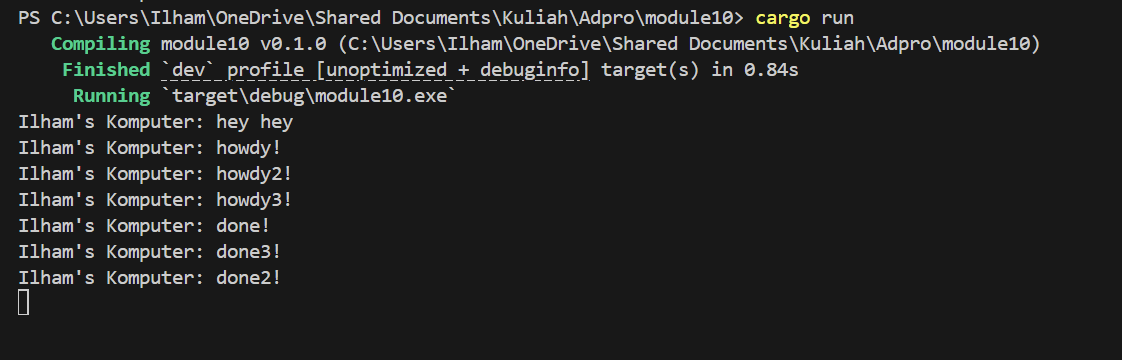 PS C:\Users\Ilham\OneDrive\Shared Documents\Kuliah\Adpro\module10> cargo run
   Compiling module10 v0.1.0 (C:\Users\Ilham\OneDrive\Shared Documents\Kuliah\Adpro\module10)
    Finished `dev` profile [unoptimized + debuginfo] target(s) in 0.84s
     Running `target\debug\module10.exe`
Ilham's Komputer: hey hey
Ilham's Komputer: howdy!
Ilham's Komputer: howdy2!
Ilham's Komputer: howdy3!
Ilham's Komputer: done!
Ilham's Komputer: done3!
Ilham's Komputer: done2!